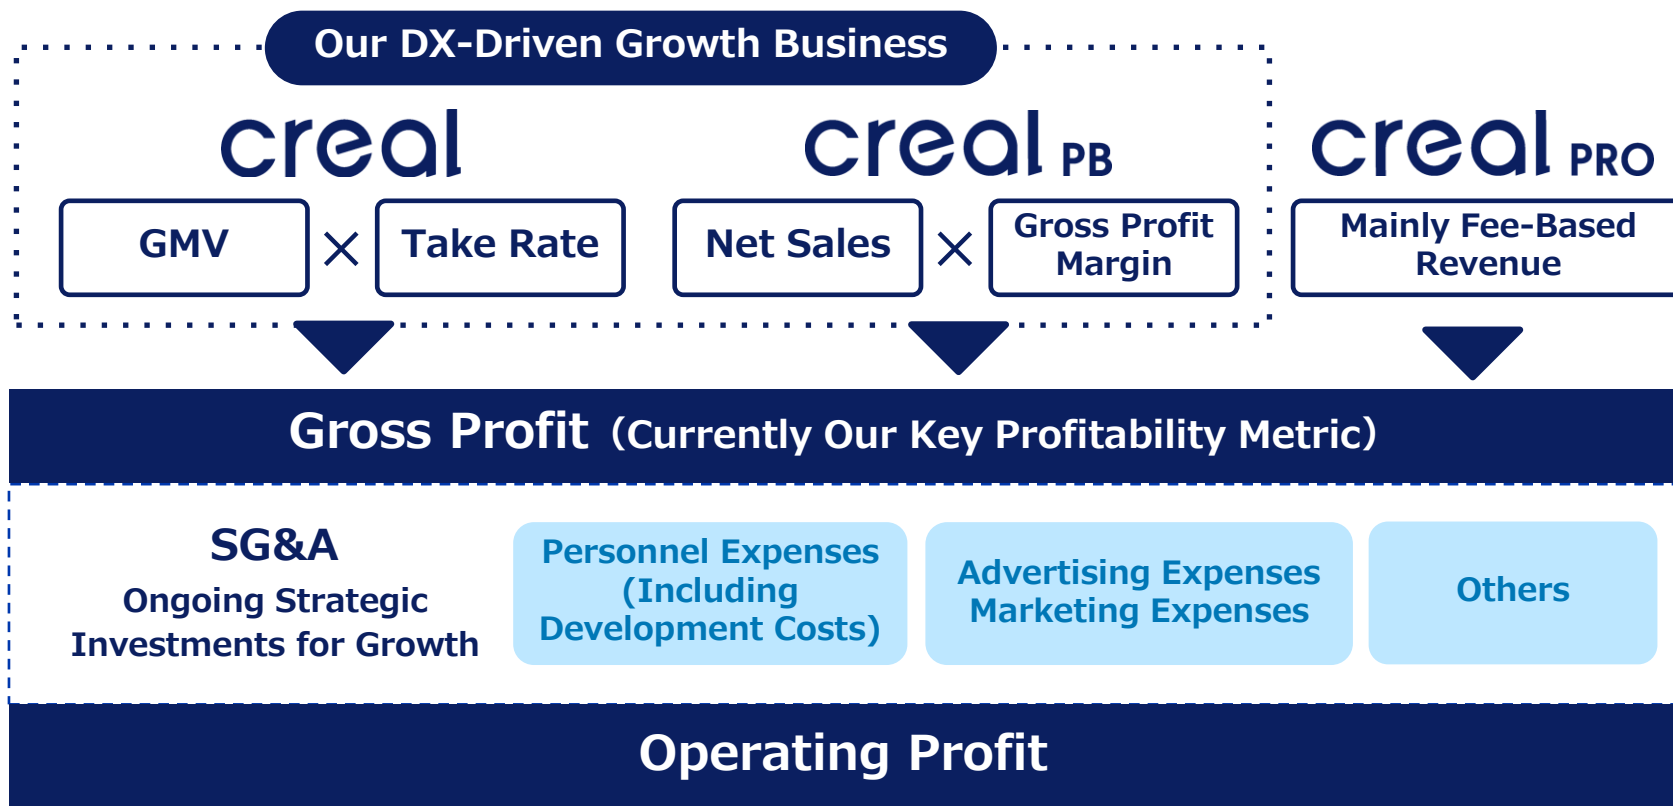 Our DX-Driven Growth Business
creal
creal PB
creal PRO
GMV
×
Take Rate
Net Sales
×
Gross Profit
Margin
Mainly Fee-Based
Revenue
Gross Profit (Currently Our Key Profitability Metric)
SG&A
Ongoing Strategic
Investments for Growth
Personnel Expenses
(Including
Development Costs)
Advertising Expenses
Marketing Expenses
Others
Operating Profit